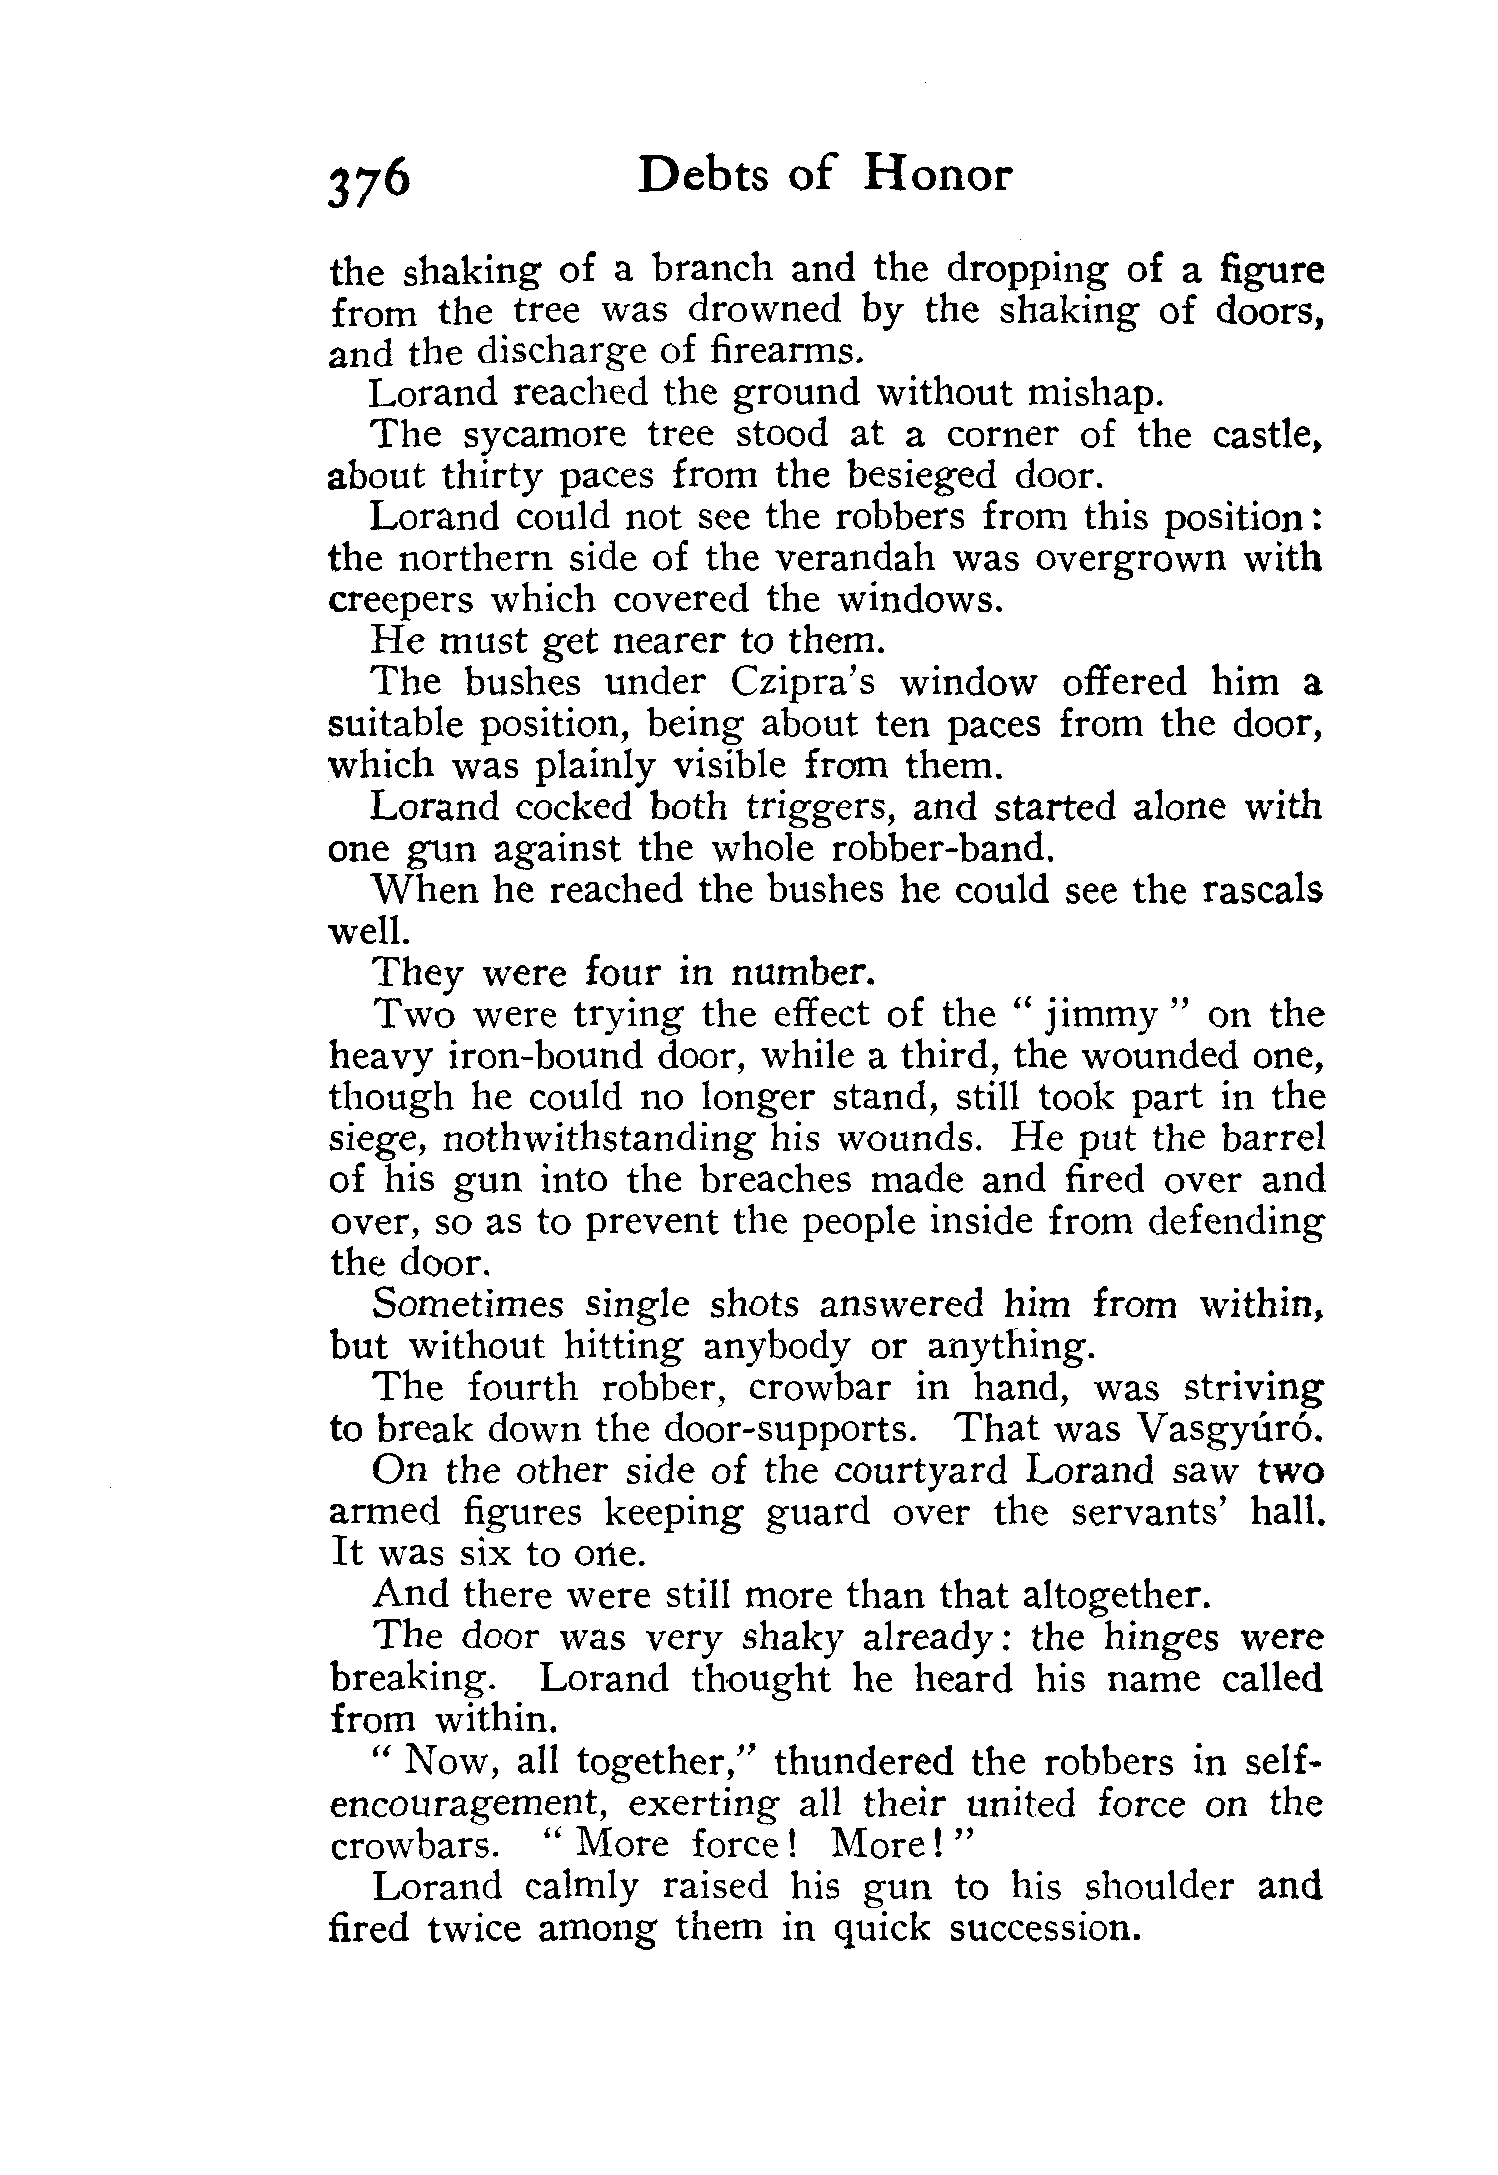 376 Debts of Honor
the shaking of a branch and the dropping of a figure
from the tree was drowned by the shaking of doors,
and the discharge of firearms.
Lorand reached the ground without mishap.
The sycamore tree stood at a corner of the castle,
about thirty paces from the besieged door.
Lorand could not see the robbers from this position:
the northern side of the verandah was overgrown with
creepers which covered the windows.
He must get nearer to them.
The bushes under Czipra's window offered him a
suitable position, being about ten paces from the door,
which was plainly visible from them.
Lorand cocked both triggers, and started alone with
one gun against the whole robber-band.
When he reached the bushes he could see the rascals
well.
They were four in number.
Two were trying the effect of the “ jimmy ” on the
heavy iron-bound door, while a third, the wounded one,
though he could no longer stand, still took part in the
siege, nothwithstanding his wounds. He put the barrel
of his gun into the breaches made and fired over and
over, so as to prevent the people inside from defending
the door.
Sometimes single shots answered him from within,
but without hitting anybody or anything.
The fourth robber, crowbar in hand, was striving
to break down the door-supports. That was Vasgyúró.
On the other side of the courtyard Lorand saw two
armed figures keeping guard over the servants' hall.
It was six to one.
And there were still more than that altogether.
The door was very shaky already: the hinges were
breaking. Lorand thought he heard his name called
from within.
“ Now, all together,” thundered the robbers in self-
encouragement, exerting all their united force on the
crowbars. “ More force! More! ”
Lorand calmly raised his gun to his shoulder and
fired twice among them in quick succession.